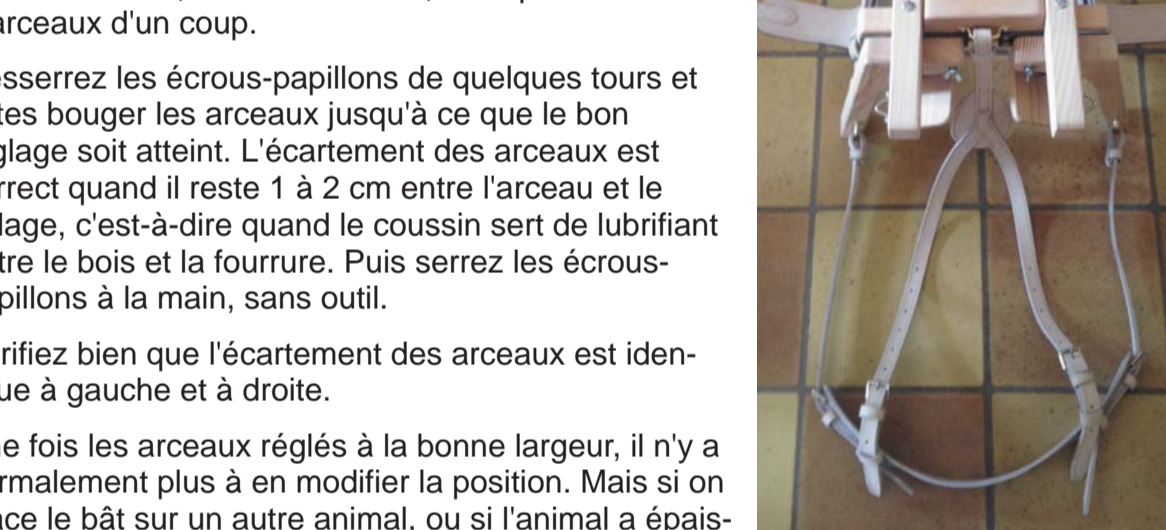 arceaux d'un coup.
sserrez les écrous-papillons de quelques tours et
tes bouger les arceaux jusqu'à ce que le bon
glage soit atteint. L'écartement des arceaux est
rrect quand il reste 1 à 2 cm entre l'arceau et le
lage, c'est-à-dire quand le coussin sert de lubrifiant
tre le bois et la fourrure. Puis serrez les écrous-
pillons à la main, sans outil.
rifiez bien que l'écartement des arceaux est iden-
ue à gauche et à droite.
e fois les arceaux réglés à la bonne largeur, il n'y a
rmalement plus à en modifier la position. Mais si on
ce le bât sur un autre animal, ou si l'animal a épais-